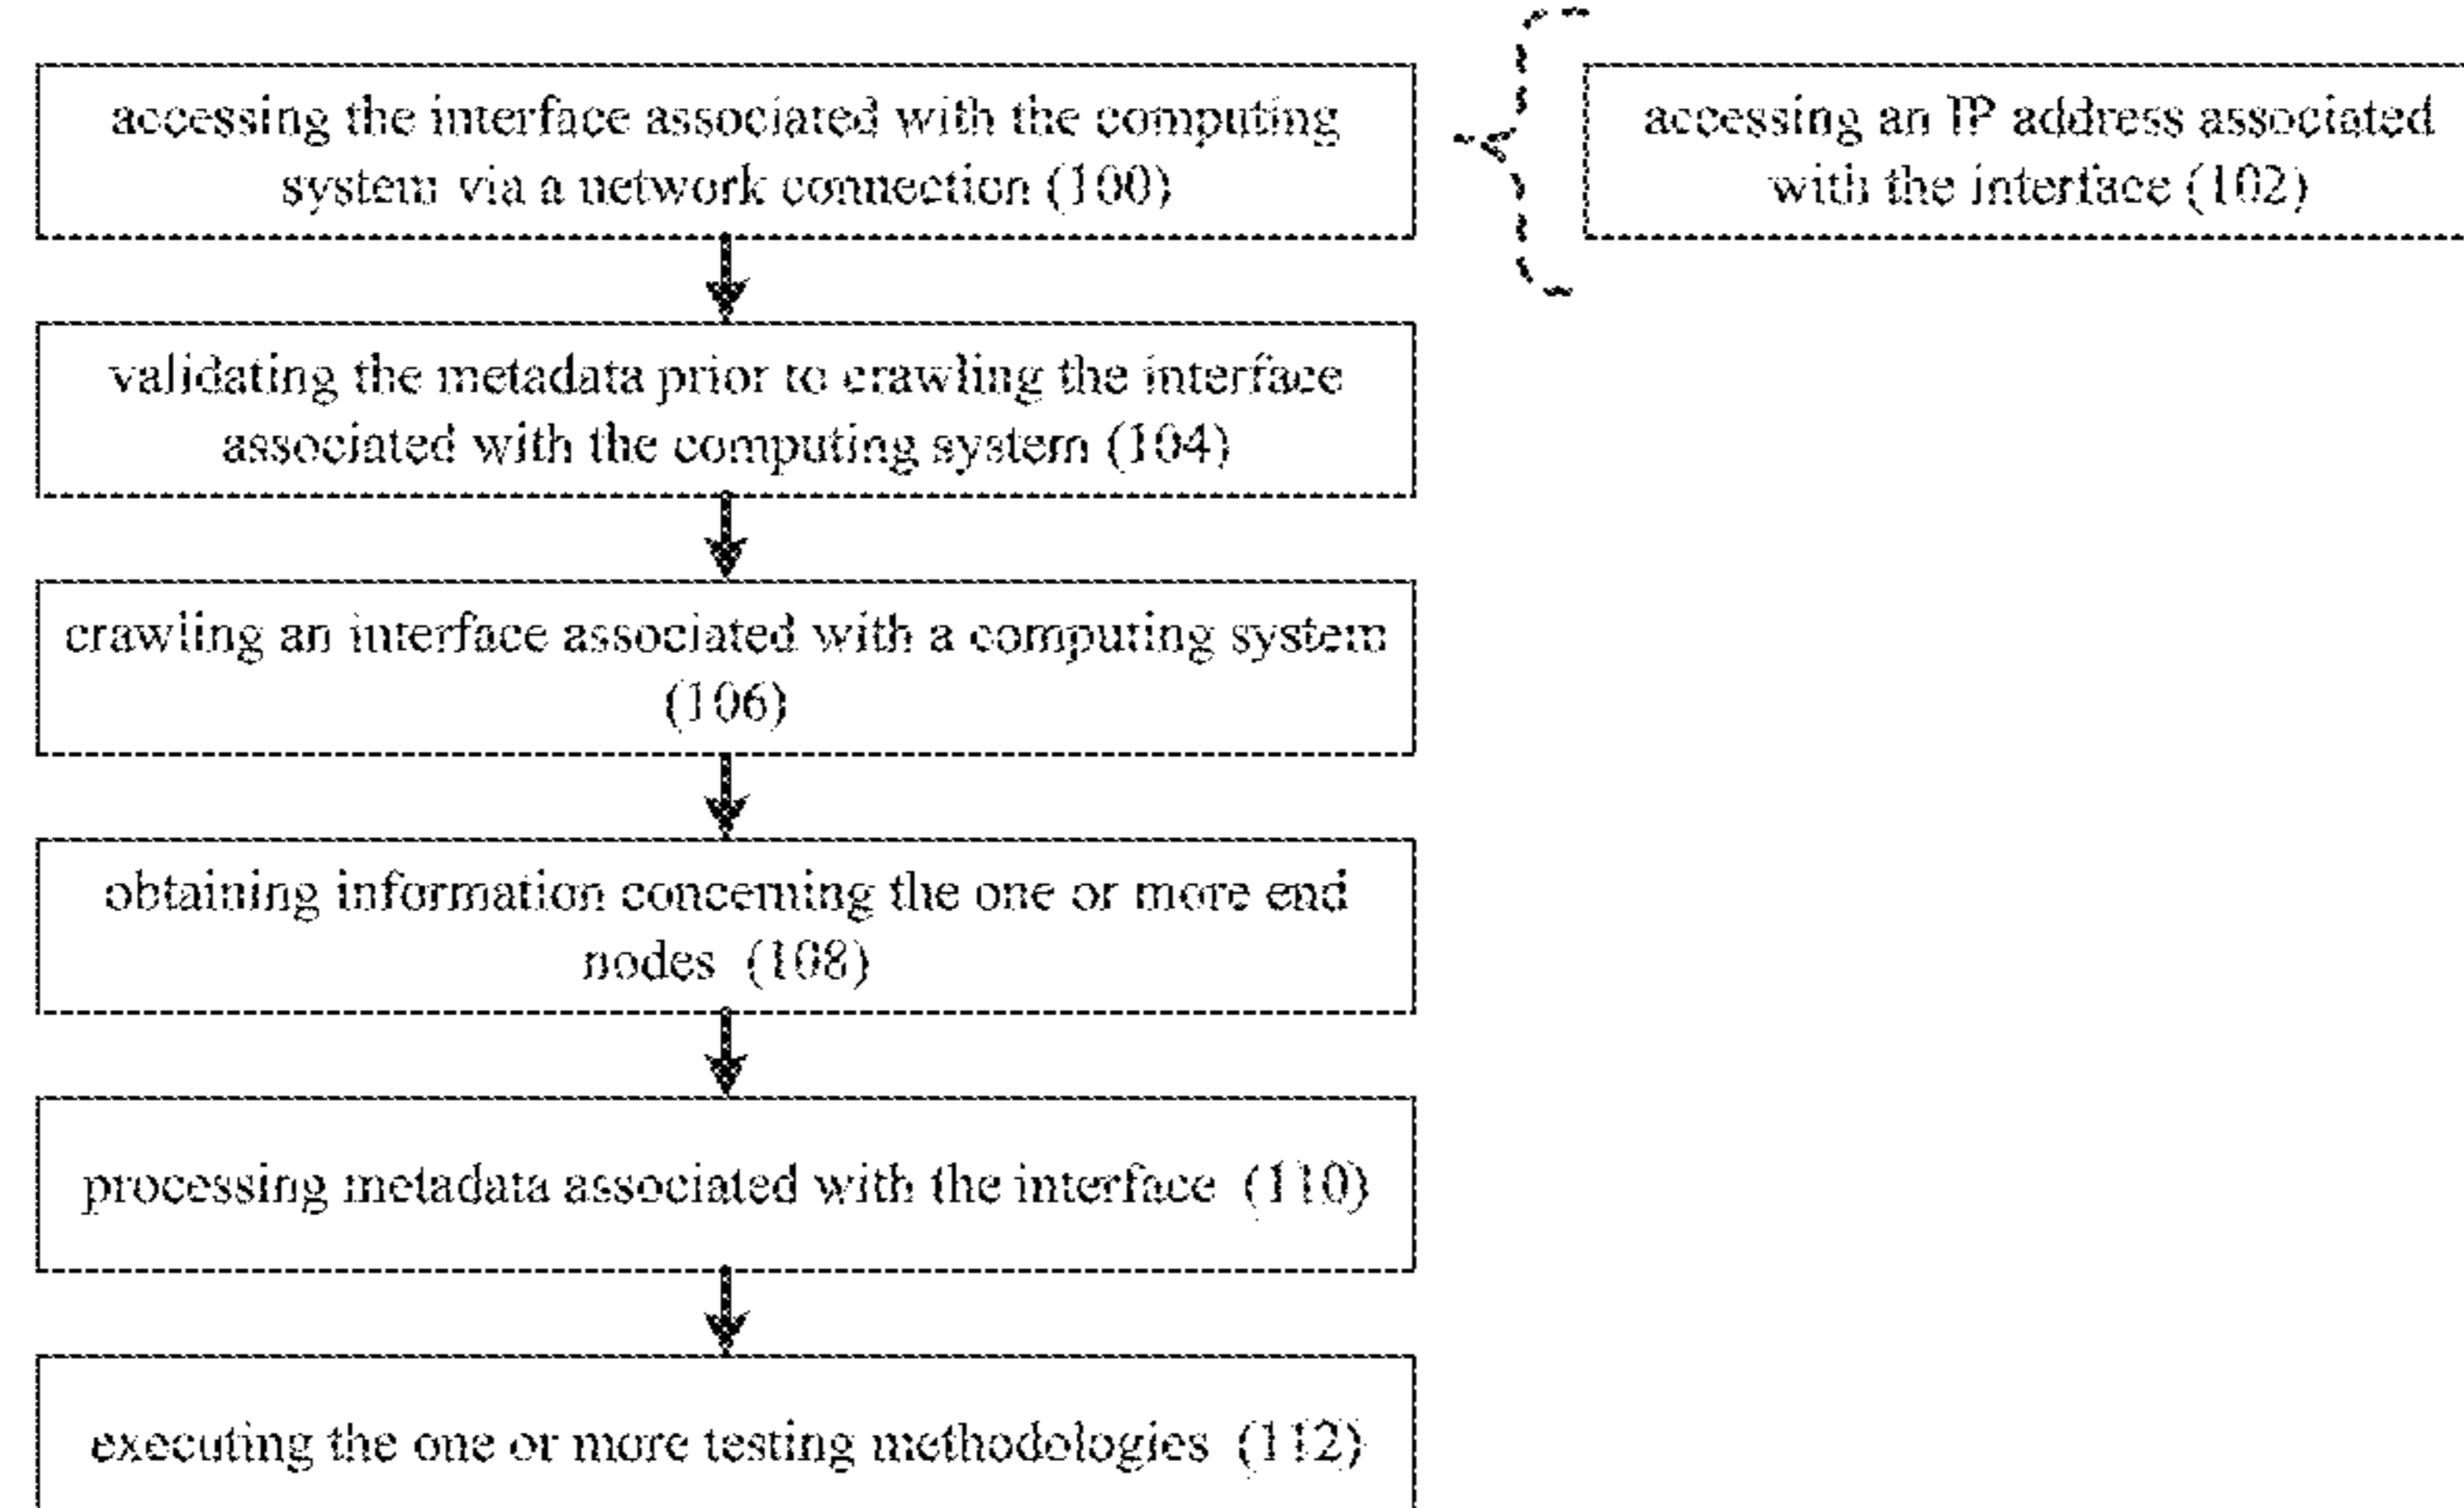 accessing the interface associated with the computing
system via a network connection (100)
accessing an IP address associated
with the interface (102)
validating the metadata prior to crawling the interface
associated with the computing system (104)
crawling an interface associated with a computing system
(106)
obtaining information concerning the one or more end
nodes (108)
processing metadata associated with the interface (110)
executing the one or more testing methodologies (112)